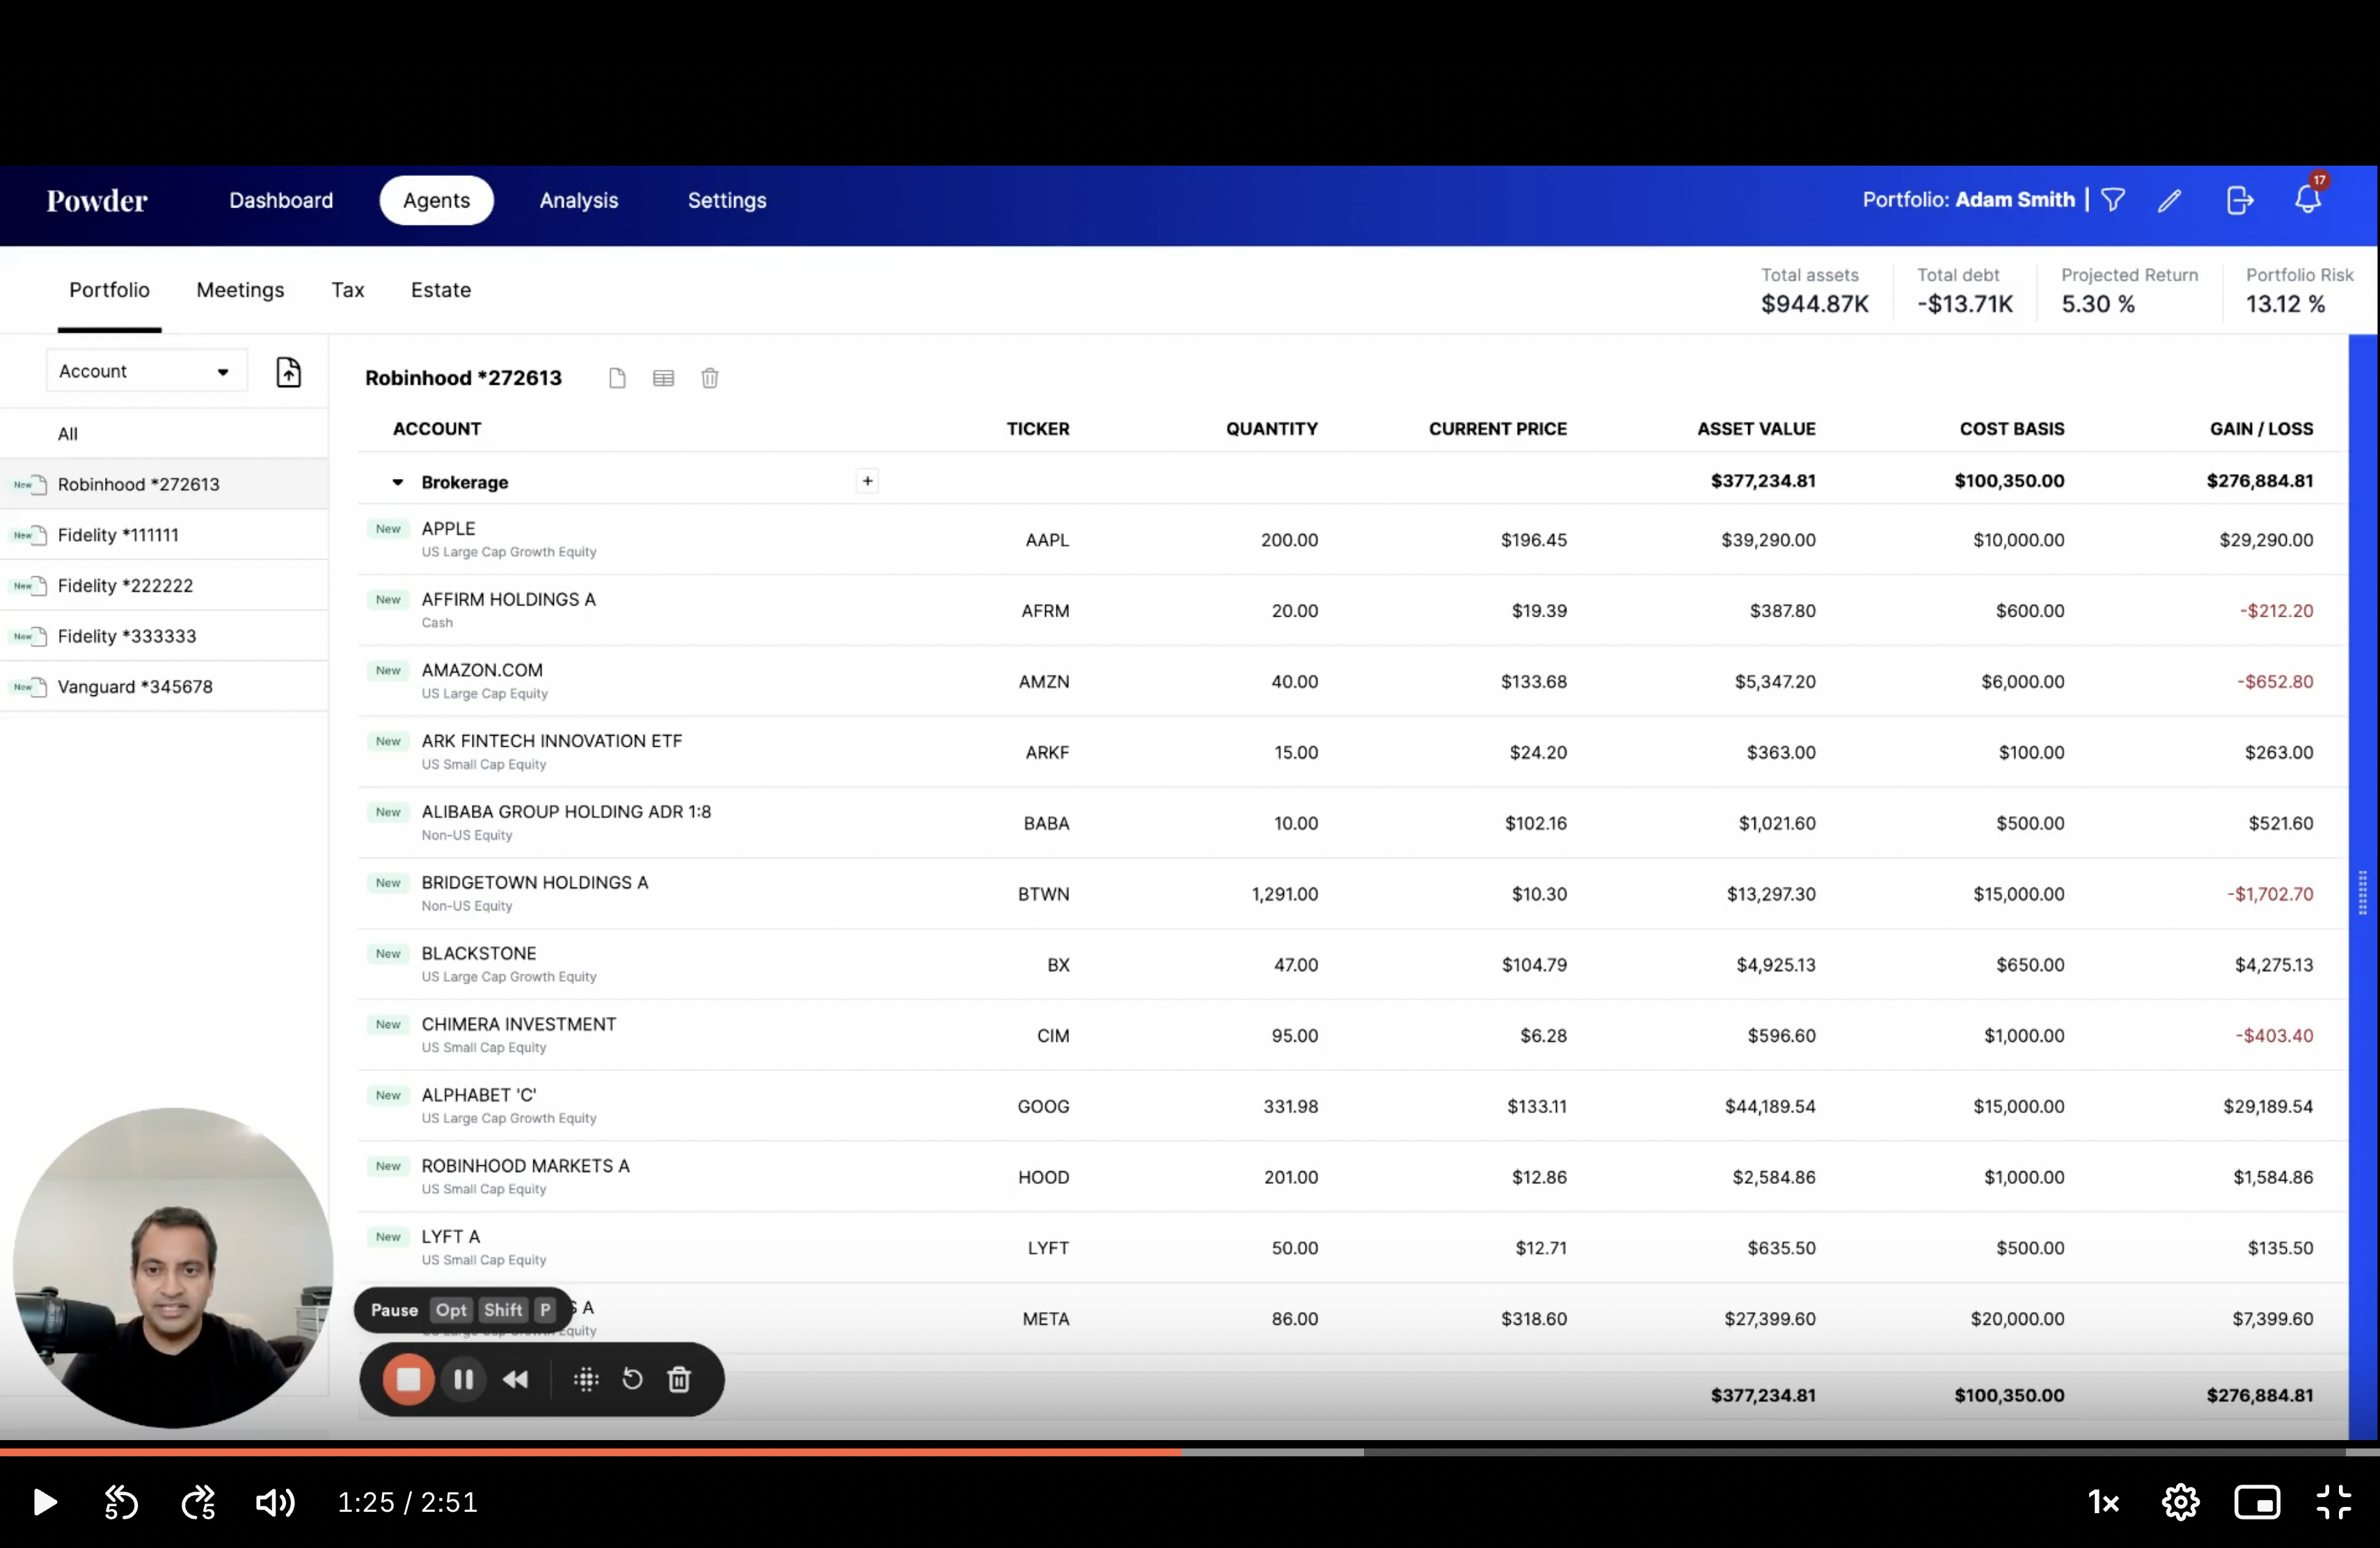 Powder Dashboard Agents Analysis Settings Portfolio: Adam Smith | 17
Portfolio Meetings Tax Estate
Total assets Total debt Projected Return Portfolio Risk
$944.87K -$13.71K 5.30 % 13.12 %
Account
All
New Robinhood *272613
New Fidelity *111111
New Fidelity *222222
New Fidelity *333333
New Vanguard *345678
Robinhood *272613
ACCOUNT TICKER QUANTITY CURRENT PRICE ASSET VALUE COST BASIS GAIN / LOSS
Brokerage + $377,234.81 $100,350.00 $276,884.81
New APPLE AAPL 200.00 $196.45 $39,290.00 $10,000.00 $29,290.00
US Large Cap Growth Equity
New AFFIRM HOLDINGS A AFRM 20.00 $19.39 $387.80 $600.00 -$212.20
Cash
New AMAZON.COM AMZN 40.00 $133.68 $5,347.20 $6,000.00 -$652.80
US Large Cap Equity
New ARK FINTECH INNOVATION ETF ARKF 15.00 $24.20 $363.00 $100.00 $263.00
US Small Cap Equity
New ALIBABA GROUP HOLDING ADR 1:8 BABA 10.00 $102.16 $1,021.60 $500.00 $521.60
Non-US Equity
New BRIDGETOWN HOLDINGS A BTWN 1,291.00 $10.30 $13,297.30 $15,000.00 -$1,702.70
Non-US Equity
New BLACKSTONE BX 47.00 $104.79 $4,925.13 $650.00 $4,275.13
US Large Cap Growth Equity
New CHIMERA INVESTMENT CIM 95.00 $6.28 $596.60 $1,000.00 -$403.40
US Small Cap Equity
New ALPHABET 'C' GOOG 331.98 $133.11 $44,189.54 $15,000.00 $29,189.54
US Large Cap Growth Equity
New ROBINHOOD MARKETS A HOOD 201.00 $12.86 $2,584.86 $1,000.00 $1,584.86
US Small Cap Equity
New LYFT A LYFT 50.00 $12.71 $635.50 $500.00 $135.50
US Small Cap Equity
Pause Opt Shift P S A META 86.00 $318.60 $27,399.60 $20,000.00 $7,399.60
US Large Cap Growth Equity
$377,234.81 $100,350.00 $276,884.81
5 5 1:25 / 2:51 1x